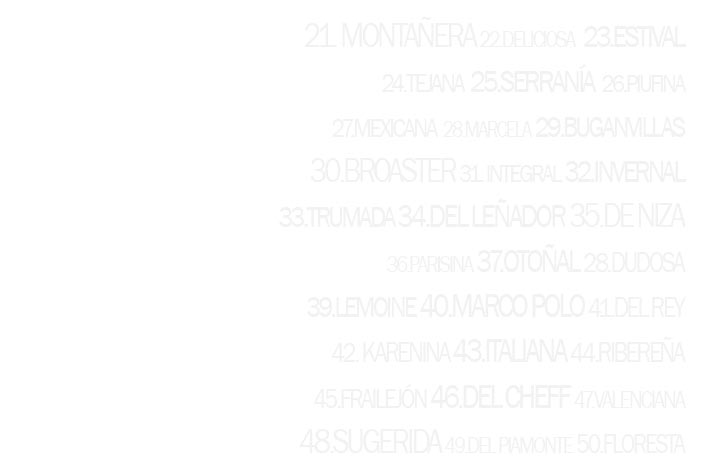 21. MONTAÑERA 22.DELICIOSA 23.ESTIVAL
24.TEJANA 25.SERRANÍA 26.PIUFINA
27.MEXICANA 28.MARCELA 29.BUGANVILLAS
30.BROASTER 31. INTEGRAL 32.INVERNAL
33.TRUMADA 34.DEL LEÑADOR 35.DE NIZA
36.PARISINA 37.OTOÑAL 28.DUDOSA
39.LEMOINE 40.MARCO POLO 41.DEL REY
42. KARENINA 43.ITALIANA 44.RIBEREÑA
45.FRAILEJÓN 46.DEL CHEFF 47.VALENCIANA
48.SUGERIDA 49.DEL PIAMONTE 50.FLORESTA